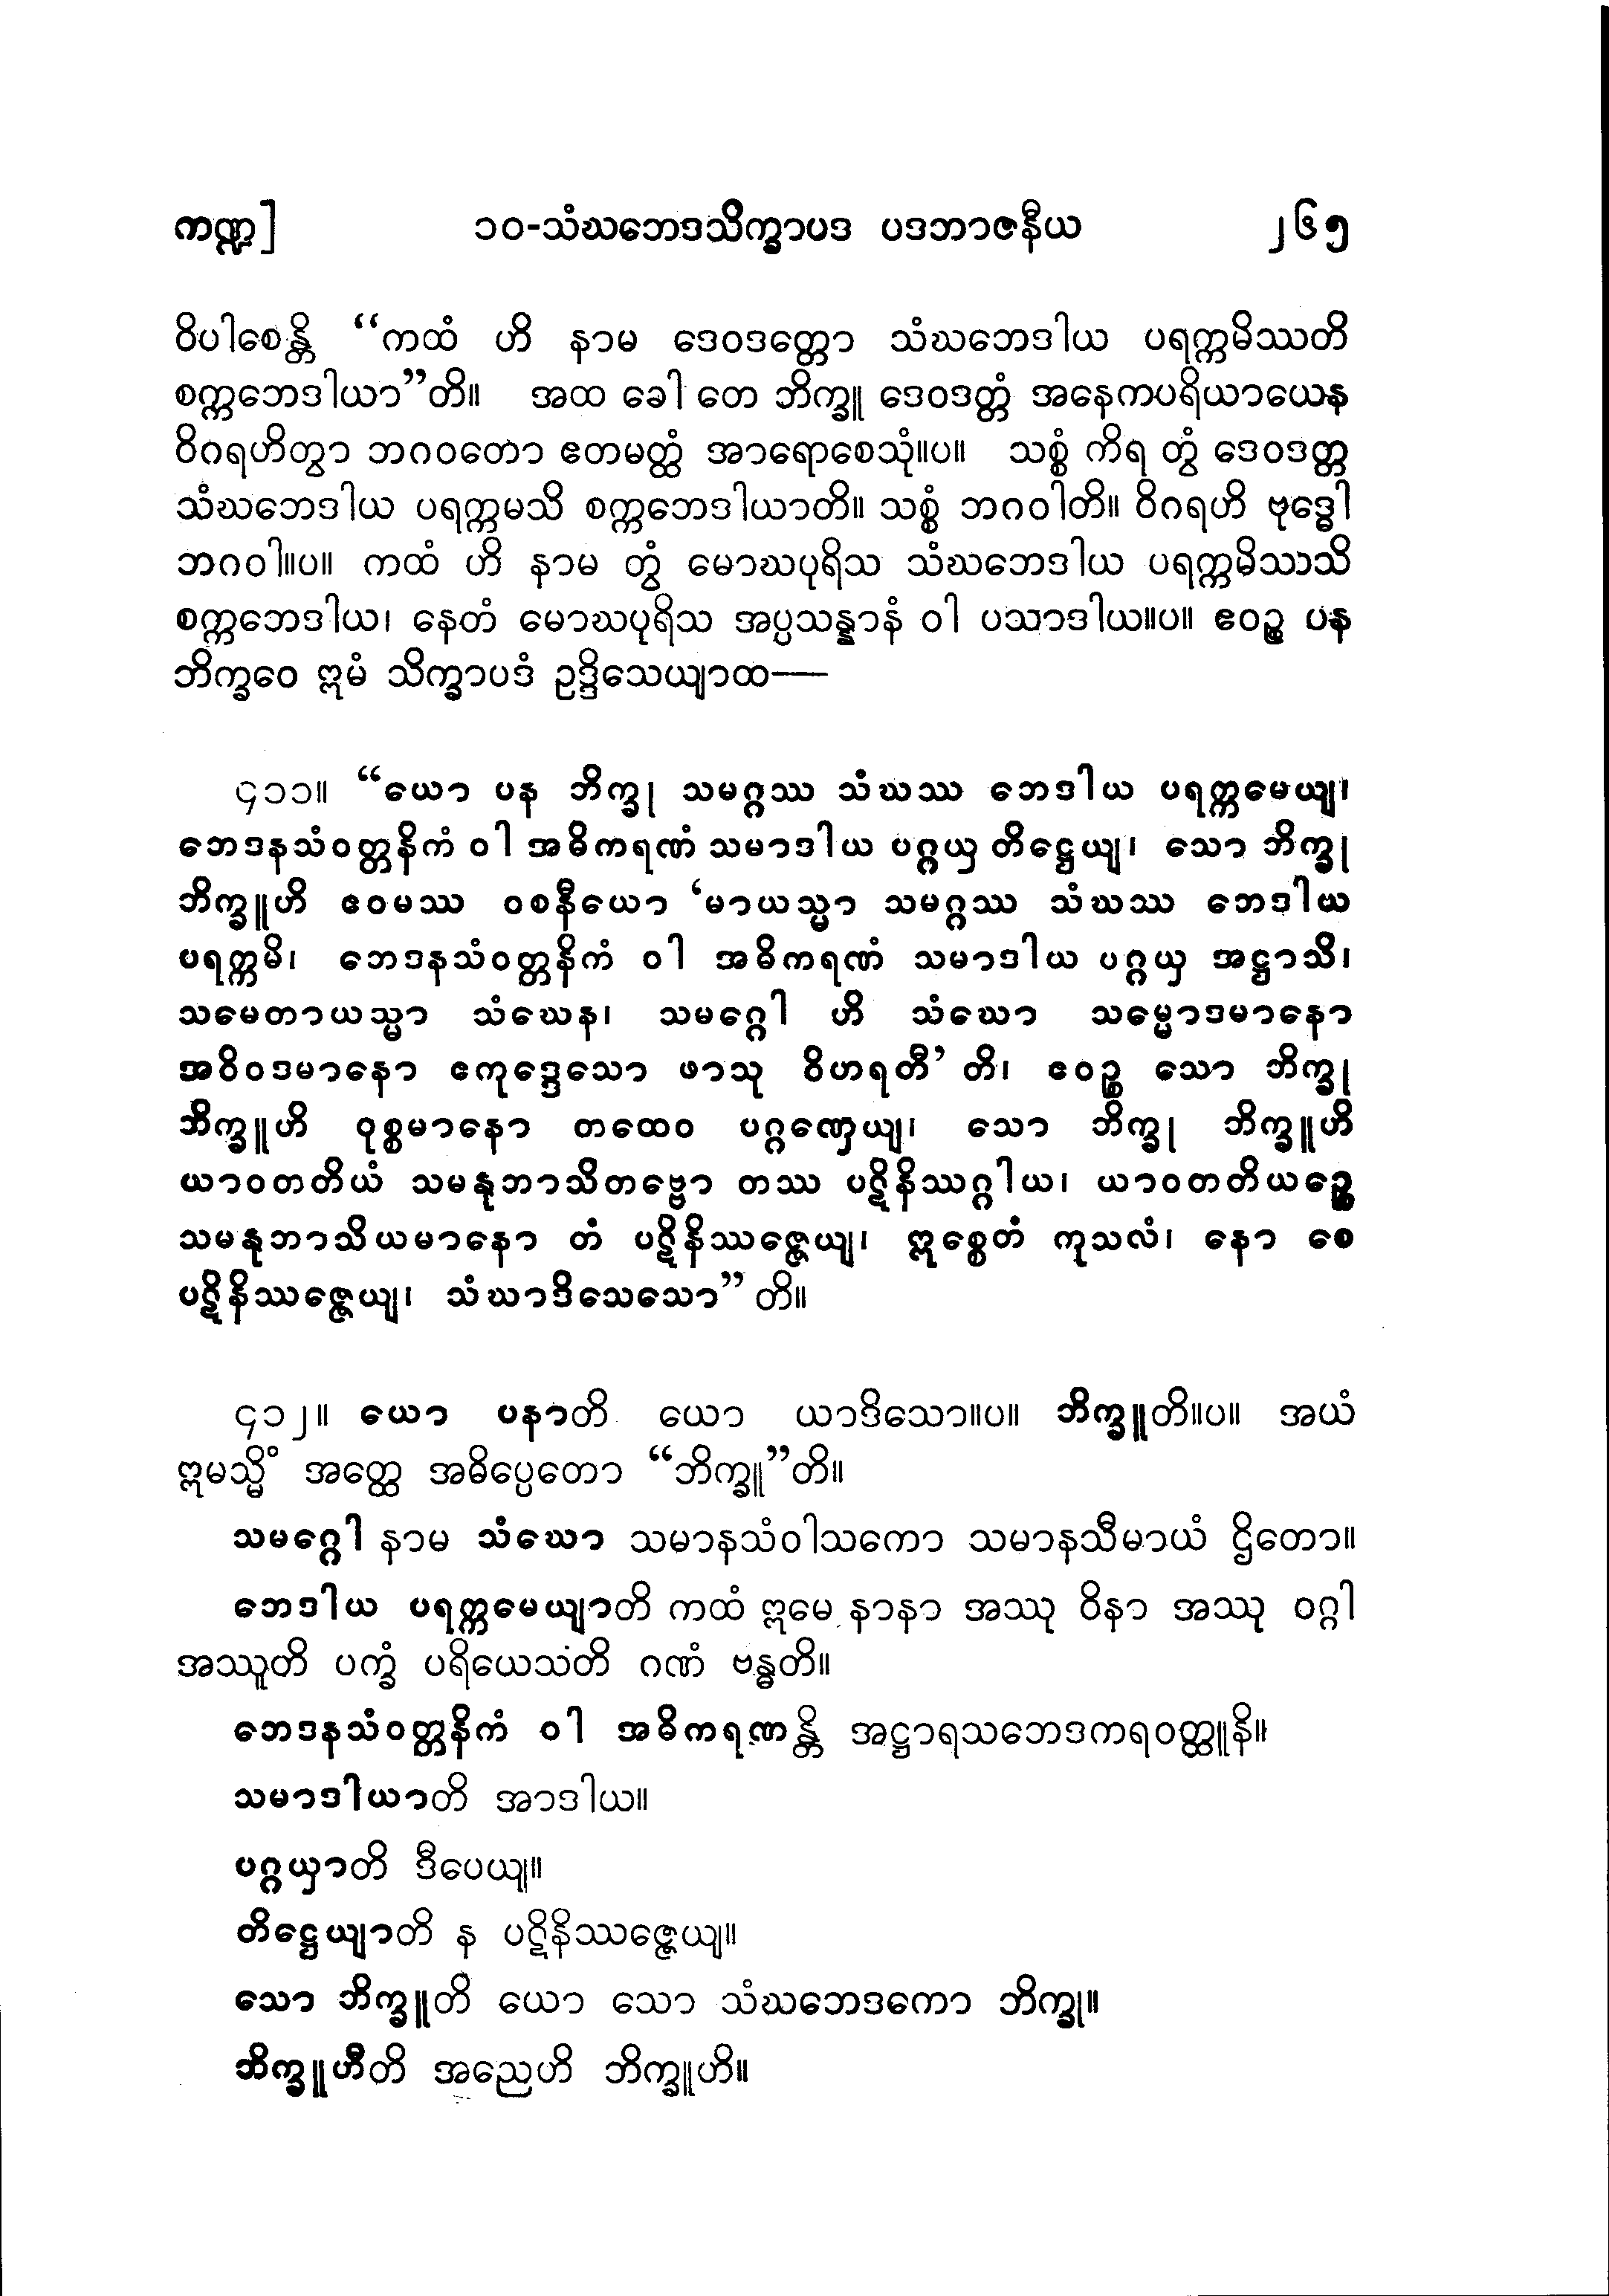 ကဏ္ဍ] ၁၀-သံဃဘေဒသိက္ခာပဒ ပဒဘာဇနီယ ၂၆၅
ဝိပါစေန္တိ “ကထံ ဟိ နာမ ဒေဝဒတ္တော သံဃဘေဒါယ ပရက္ကမိဿတိ
စက္ကဘေဒါယာ”တိ။ အထ ခေါ တေ ဘိက္ခူ ဒေဝဒတ္တံ အနေကပရိယာယေန
ဝိဂရဟိတွာ ဘဂဝတော ဧတမတ္ထံ အာရောစေသုံ။ပ။ သစ္စံ ကိရ တွံ ဒေဝဒတ္တ
သံဃဘေဒါယ ပရက္ကမသိ စက္ကဘေဒါယာတိ။ သစ္စံ ဘဂဝါတိ။ ဝိဂရဟိ ဗုဒ္ဓေါ
ဘဂဝါ။ပ။ ကထံ ဟိ နာမ တွံ မောဃပုရိသ သံဃဘေဒါယ ပရက္ကမိဿသိ
စက္ကဘေဒါယ၊ နေတံ မောဃပုရိသ အပ္ပသန္နာနံ ဝါ ပသာဒါယ။ပ။ ဧဝဉ္စ ပန
ဘိက္ခဝေ ဣမံ သိက္ခာပဒံ ဥဒ္ဒိသေယျာထ—
၄၁၁။ “ယော ပန ဘိက္ခု သမဂ္ဂဿ သံဃဿ ဘေဒါယ ပရက္ကမေယျ၊
ဘေဒနသံဝတ္တနိကံ ဝါ အဓိကရဏံ သမာဒါယ ပဂ္ဂယှ တိဋ္ဌေယျ၊ သော ဘိက္ခု
ဘိက္ခူဟိ ဧဝမဿ ဝစနီယော ‘မာယသ္မာ သမဂ္ဂဿ သံဃဿ ဘေဒါယ
ပရက္ကမိ၊ ဘေဒနသံဝတ္တနိကံ ဝါ အဓိကရဏံ သမာဒါယ ပဂ္ဂယှ အဋ္ဌာသိ၊
သမေတာယသ္မာ သံဃေန၊ သမဂ္ဂေါ ဟိ သံဃော သမ္မောဒမာနော
အဝိဝဒမာနော ဧကုဒ္ဒေသော ဖာသု ဝိဟရတီ’ တိ၊ ဧဝဉ္စ သော ဘိက္ခု
ဘိက္ခူဟိ ဝုစ္စမာနော တထေဝ ပဂ္ဂဏှေယျ၊ သော ဘိက္ခု ဘိက္ခူဟိ
ယာဝတတိယံ သမနုဘာသိတဗ္ဗော တဿ ပဋိနိဿဂ္ဂါယ၊ ယာဝတတိယဉ္စေ
သမနုဘာသိယမာနော တံ ပဋိနိဿဇ္ဇေယျ၊ ဣစ္စေတံ ကုသလံ၊ နော စေ
ပဋိနိဿဇ္ဇေယျ၊ သံဃာဒိသေသော” တိ။
၄၁၂။ ယော ပနာတိ ယော ယာဒိသော။ပ။ ဘိက္ခူတိ။ပ။ အယံ
ဣမသ္မိံ အတ္ထေ အဓိပ္ပေတော “ဘိက္ခူ”တိ။
သမဂ္ဂေါ နာမ သံဃော သမာနသံဝါသကော သမာနသီမာယံ ဌိတော။
ဘေဒါယ ပရက္ကမေယျာတိ ကထံ ဣမေ နာနာ အဿု ဝိနာ အဿု ဝဂ္ဂါ
အဿူတိ ပက္ခံ ပရိယေသတိ ဂဏံ ဗန္ဓတိ။
ဘေဒနသံဝတ္တနိကံ ဝါ အဓိကရဏန္တိ အဋ္ဌာရသဘေဒကရဝတ္ထူနိ။
သမာဒါယာတိ အာဒါယ။
ပဂ္ဂယှာတိ ဒီပေယျ။
တိဋ္ဌေယျာတိ န ပဋိနိဿဇ္ဇေယျ။
သော ဘိက္ခူတိ ယော သော သံဃဘေဒကော ဘိက္ခု။
ဘိက္ခူဟီတိ အညေဟိ ဘိက္ခူဟိ။